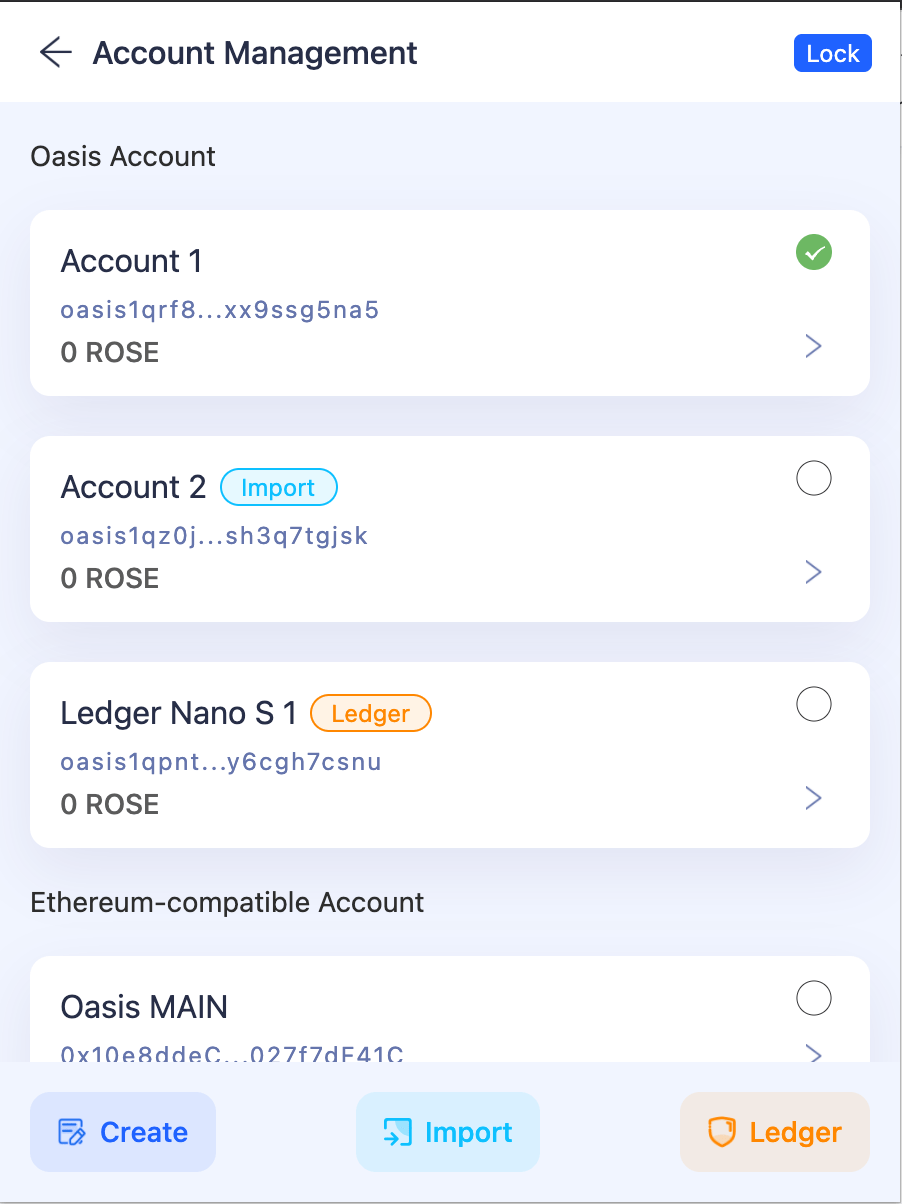 Account Management
Lock
Oasis Account
Account 1
oasis1qrf8...xx9ssg5na5
0 ROSE
Account 2 Import
oasis1qz0j...sh3q7tgjsk
0 ROSE
Ledger Nano S 1 Ledger
oasis1qpnt...y6cgh7csnu
0 ROSE
Ethereum-compatible Account
Oasis MAIN
0x10e8ddeC...027f7dF41C
Create
Import
Ledger